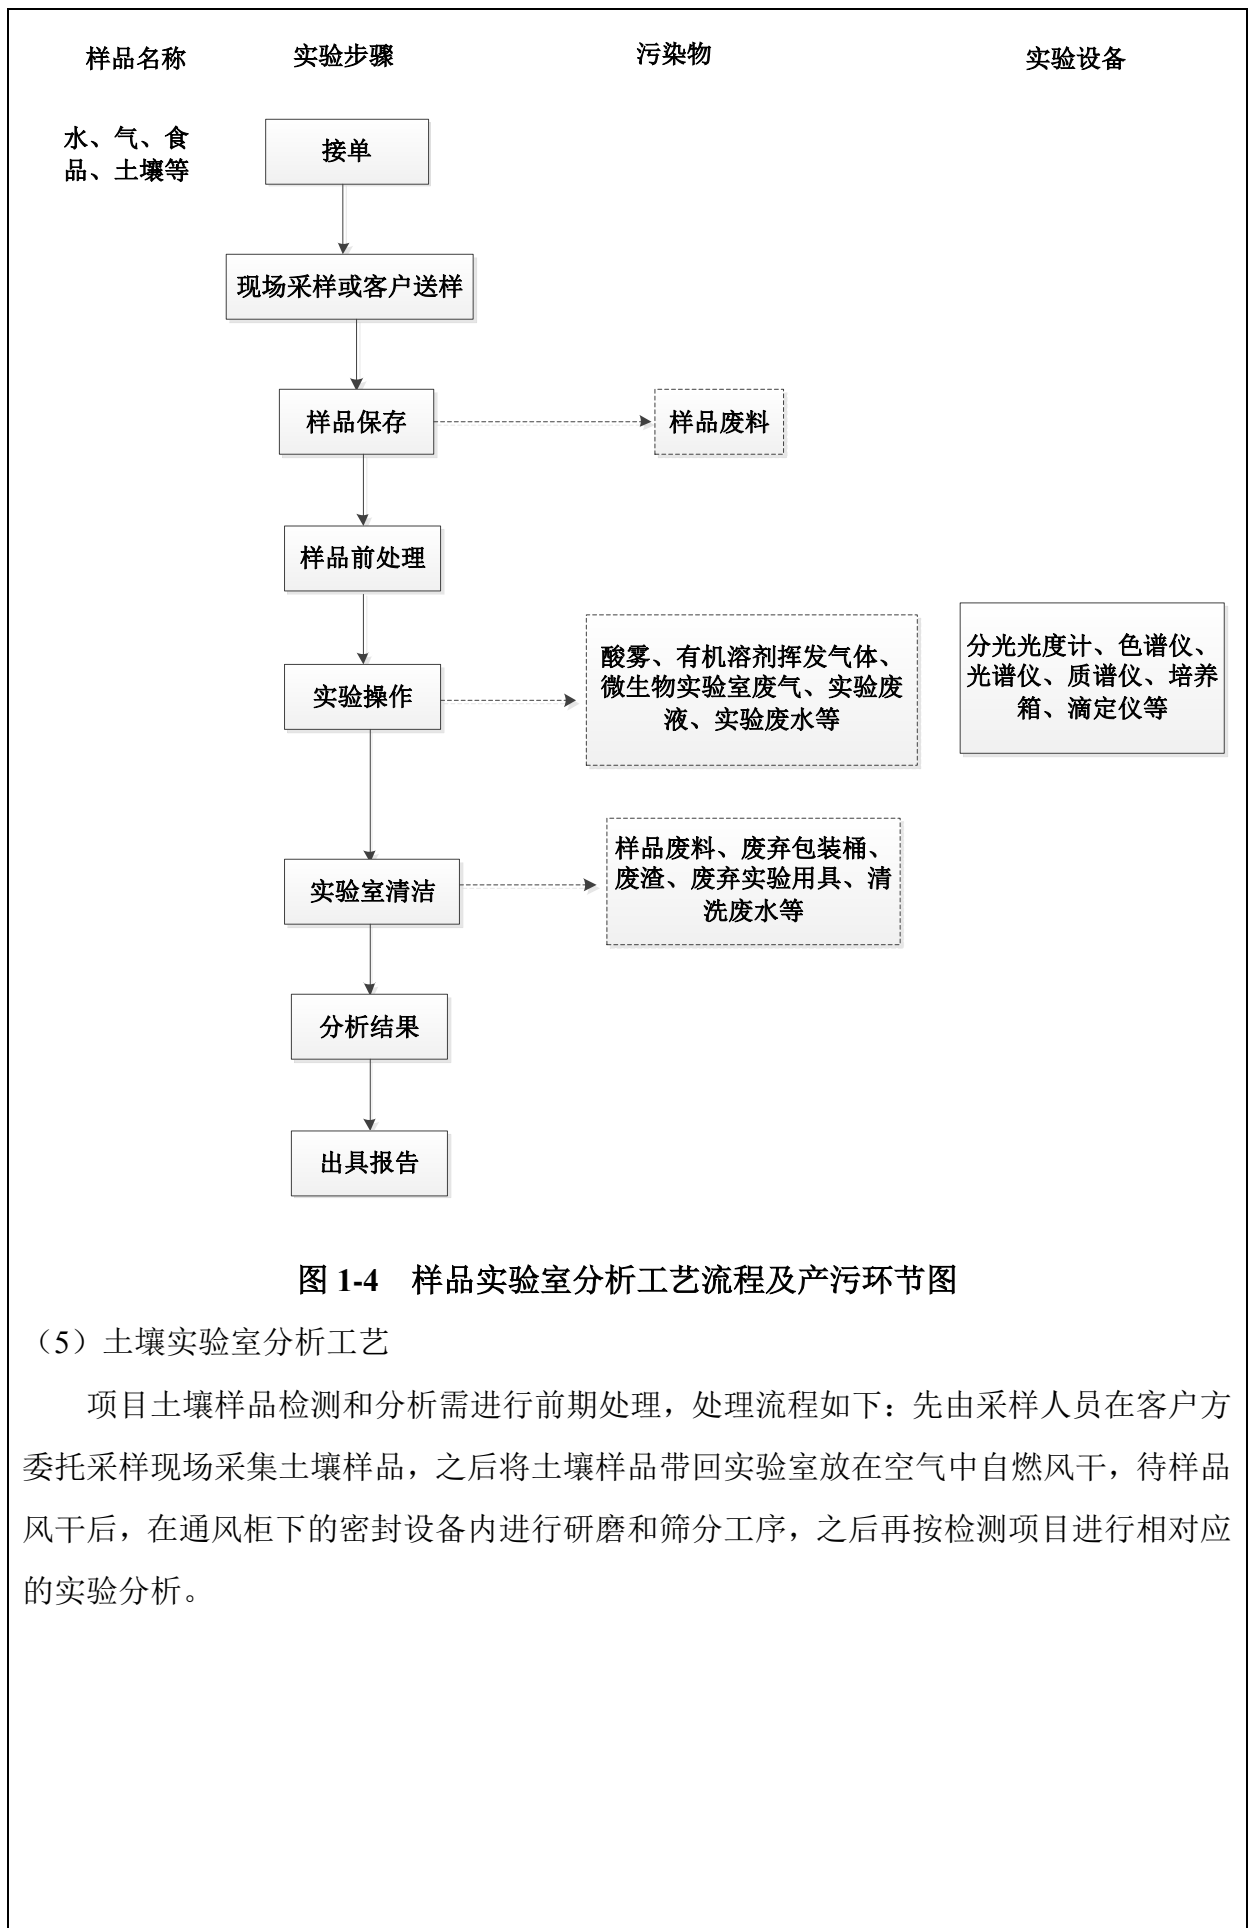 样品名称 实验步骤 污染物 实验设备
水、气、食
品、土壤等
接单
现场采样或客户送样
样品保存
样品废料
样品前处理
实验操作
酸雾、有机溶剂挥发气体、
微生物实验室废气、实验废
液、实验废水等
分光光度计、色谱仪、
光谱仪、质谱仪、培养
箱、滴定仪等
实验室清洁
样品废料、废弃包装桶、
废渣、废弃实验用具、清
洗废水等
分析结果
出具报告
图 1-4 样品实验室分析工艺流程及产污环节图
（5）土壤实验室分析工艺
项目土壤样品检测和分析需进行前期处理，处理流程如下：先由采样人员在客户方
委托采样现场采集土壤样品，之后将土壤样品带回实验室放在空气中自燃风干，待样品
风干后，在通风柜下的密封设备内进行研磨和筛分工序，之后再按检测项目进行相对应
的实验分析。